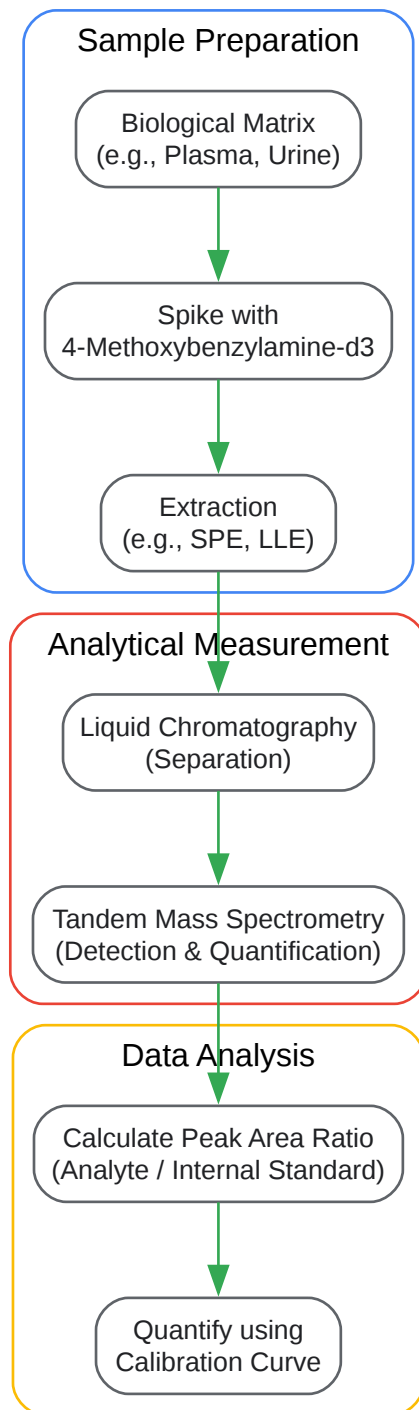 Sample Preparation
Biological Matrix
(e.g., Plasma, Urine)
Spike with
4-Methoxybenzylamine-d3
Extraction
(e.g., SPE, LLE)
Analytical Measurement
Liquid Chromatography
(Separation)
Tandem Mass Spectrometry
(Detection & Quantification)
Data Analysis
Calculate Peak Area Ratio
(Analyte / Internal Standard)
Quantify using
Calibration Curve